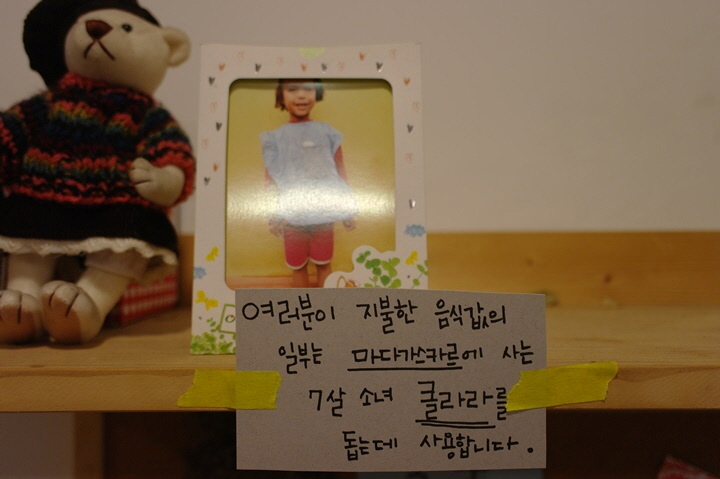 여러분이 지불한 음식값의
일부는 마다가스카르에 사는
7살 소녀 클라라를
돕는데 사용합니다.